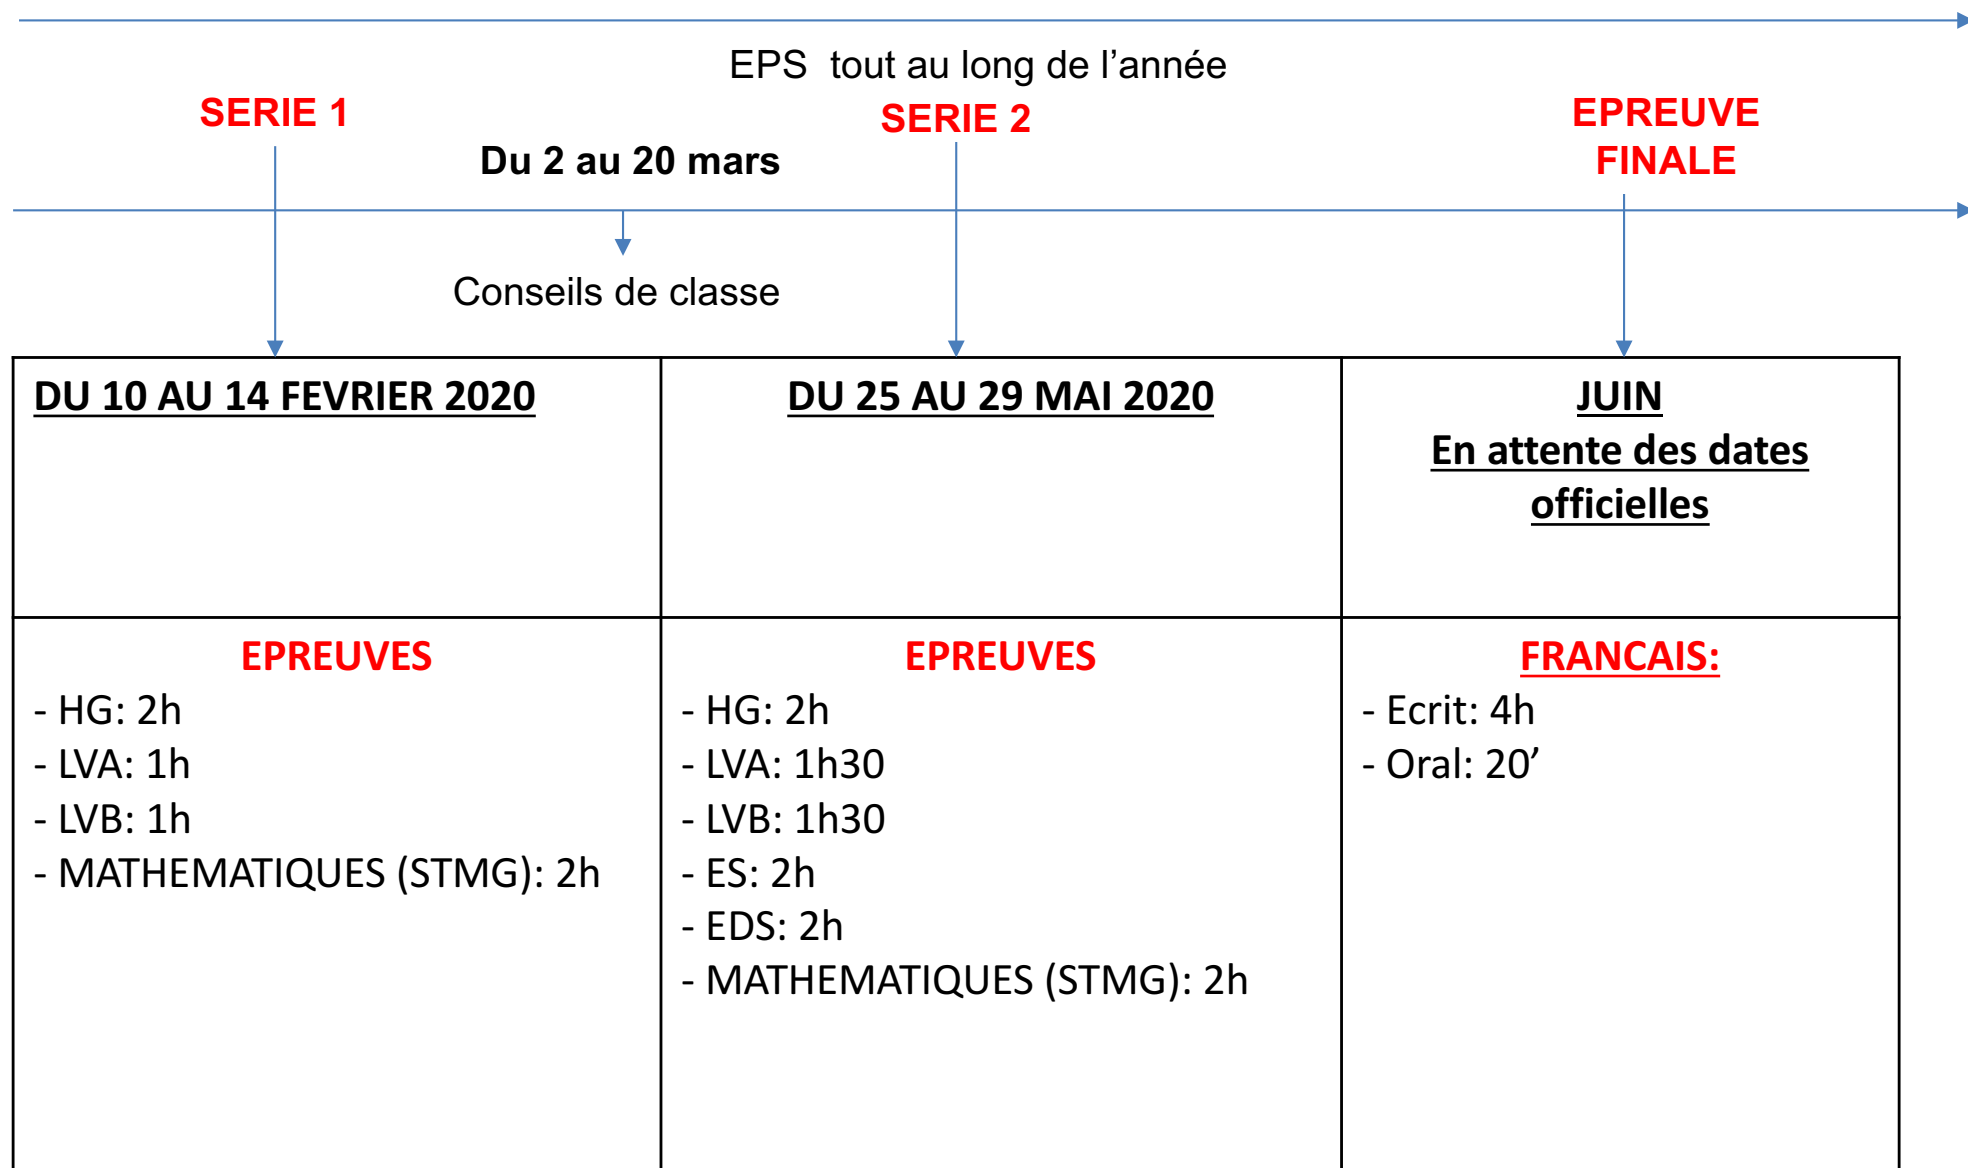 EPS  tout au long de l’année
SERIE 1
SERIE 2
EPREUVE
FINALE
Du 2 au 20 mars
Conseils de classe
DU 10 AU 14 FEVRIER 2020
DU 25 AU 29 MAI 2020
JUIN
En attente des dates
officielles
EPREUVES
- HG: 2h
- LVA: 1h
- LVB: 1h
- MATHEMATIQUES (STMG): 2h
EPREUVES
- HG: 2h
- LVA: 1h30
- LVB: 1h30
- ES: 2h
- EDS: 2h
- MATHEMATIQUES (STMG): 2h
FRANCAIS:
- Ecrit: 4h
- Oral: 20’